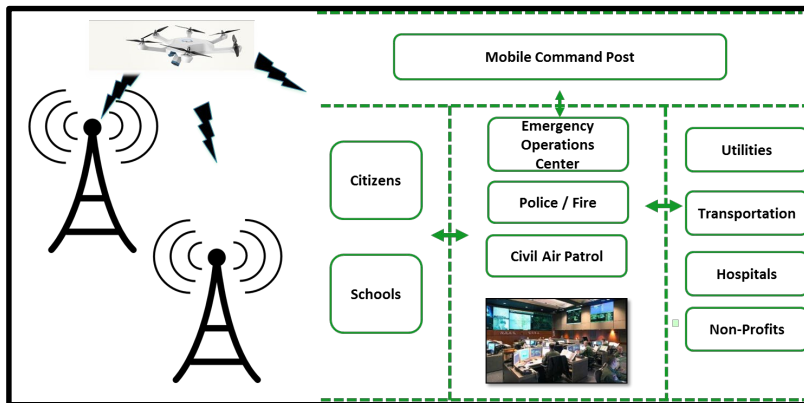 Mobile Command Post
Emergency
Operations
Center
Citizens
Police / Fire
Civil Air Patrol
Schools
Utilities
Transportation
Hospitals
Non-Profits